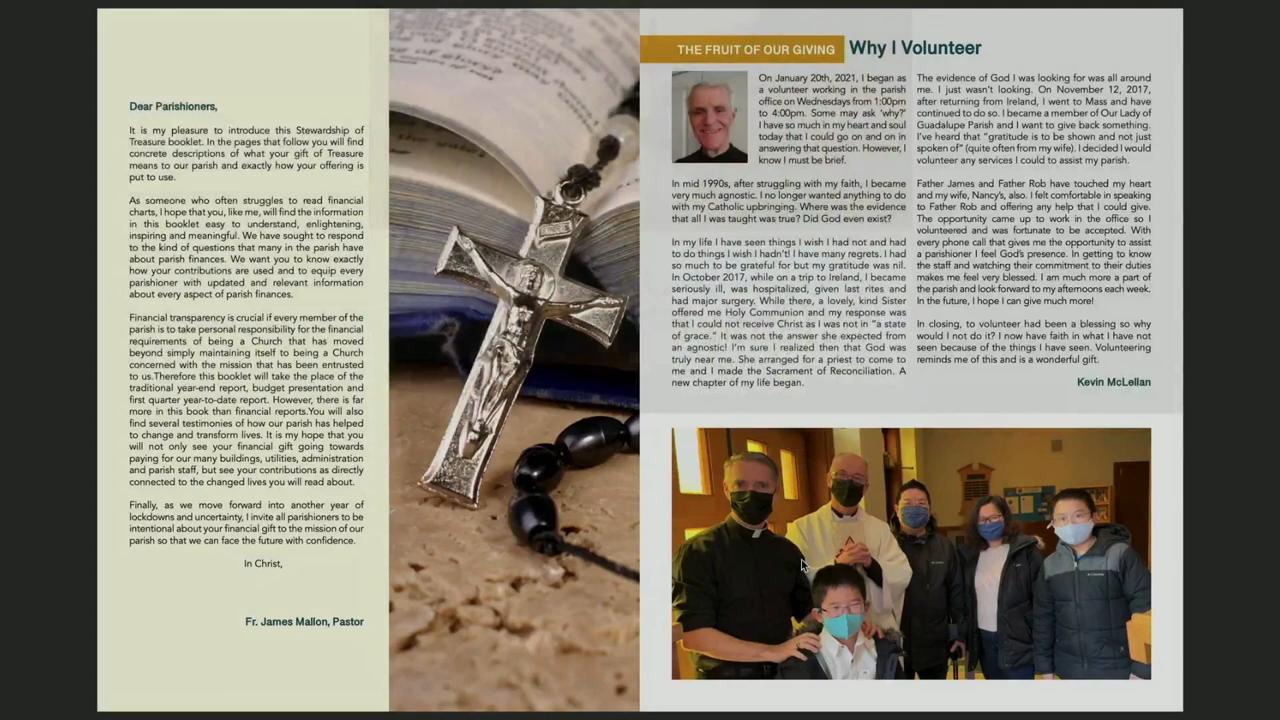 Dear Parishioners,
It is my pleasure to introduce this Stewardship of
Treasure booklet. In the pages that follow you will find
concrete descriptions of what your gift of Treasure
means to our parish and exactly how your offering is
put to use.
As someone who often struggles to read financial
charts, I hope that you, like me, will find the information
in this booklet easy to understand, enlightening,
inspiring and meaningful. We have sought to respond
to the kind of questions that many in the parish have
about parish finances. We want you to know exactly
how your contributions are used and to equip every
parishioner with updated and relevant information
about every aspect of parish finances.
Financial transparency is crucial if every member of the
parish is to take personal responsibility for the financial
requirements of being a Church that has moved
beyond simply maintaining itself to being a Church
concerned with the mission that has been entrusted
to us.Therefore this booklet will take the place of the
traditional year-end report, budget presentation and
first quarter year-to-date report. However, there is far
more in this book than financial reports.You will also
find several testimonies of how our parish has helped
to change and transform lives. It is my hope that you
will not only see your financial gift going towards
paying for our many buildings, utilities, administration
and parish staff, but see your contributions as directly
connected to the changed lives you will read about.
Finally, as we move forward into another year of
lockdowns and uncertainty, I invite all parishioners to be
intentional about your financial gift to the mission of our
parish so that we can face the future with confidence.
In Christ,
Fr. James Mallon, Pastor
THE FRUIT OF OUR GIVING Why I Volunteer
On January 20th, 2021, I began as
a volunteer working in the parish
office on Wednesdays from 1:00pm
to 4:00pm. Some may ask 'why?'
I have so much in my heart and soul
today that I could go on and on in
answering that question. However, I
know I must be brief.
In mid 1990s, after struggling with my faith, I became
very much agnostic. I no longer wanted anything to do
with my Catholic upbringing. Where was the evidence
that all I was taught was true? Did God even exist?
In my life I have seen things I wish I had not and had
to do things I wish I hadn't! I have many regrets. I had
so much to be grateful for but my gratitude was nil.
In October 2017, while on a trip to Ireland, I became
seriously ill, was hospitalized, given last rites and
had major surgery. While there, a lovely, kind Sister
offered me Holy Communion and my response was
that I could not receive Christ as I was not in "a state
of grace." It was not the answer she expected from
an agnostic! I'm sure I realized then that God was
truly near me. She arranged for a priest to come to
me and I made the Sacrament of Reconciliation. A
new chapter of my life began.
The evidence of God I was looking for was all around
me. I just wasn't looking. On November 12, 2017,
after returning from Ireland, I went to Mass and have
continued to do so. I became a member of Our Lady of
Guadalupe Parish and I want to give back something.
I've heard that "gratitude is to be shown and not just
spoken of" (quite often from my wife). I decided I would
volunteer any services I could to assist my parish.
Father James and Father Rob have touched my heart
and my wife, Nancy's, also. I felt comfortable in speaking
to Father Rob and offering any help that I could give.
The opportunity came up to work in the office so I
volunteered and was fortunate to be accepted. With
every phone call that gives me the opportunity to assist
a parishioner I feel God's presence. In getting to know
the staff and watching their commitment to their duties
makes me feel very blessed. I am much more a part of
the parish and look forward to my afternoons each week.
In the future, I hope I can give much more!
In closing, to volunteer had been a blessing so why
would I not do it? I now have faith in what I have not
seen because of the things I have seen. Volunteering
reminds me of this and is a wonderful gift.
Kevin McLellan